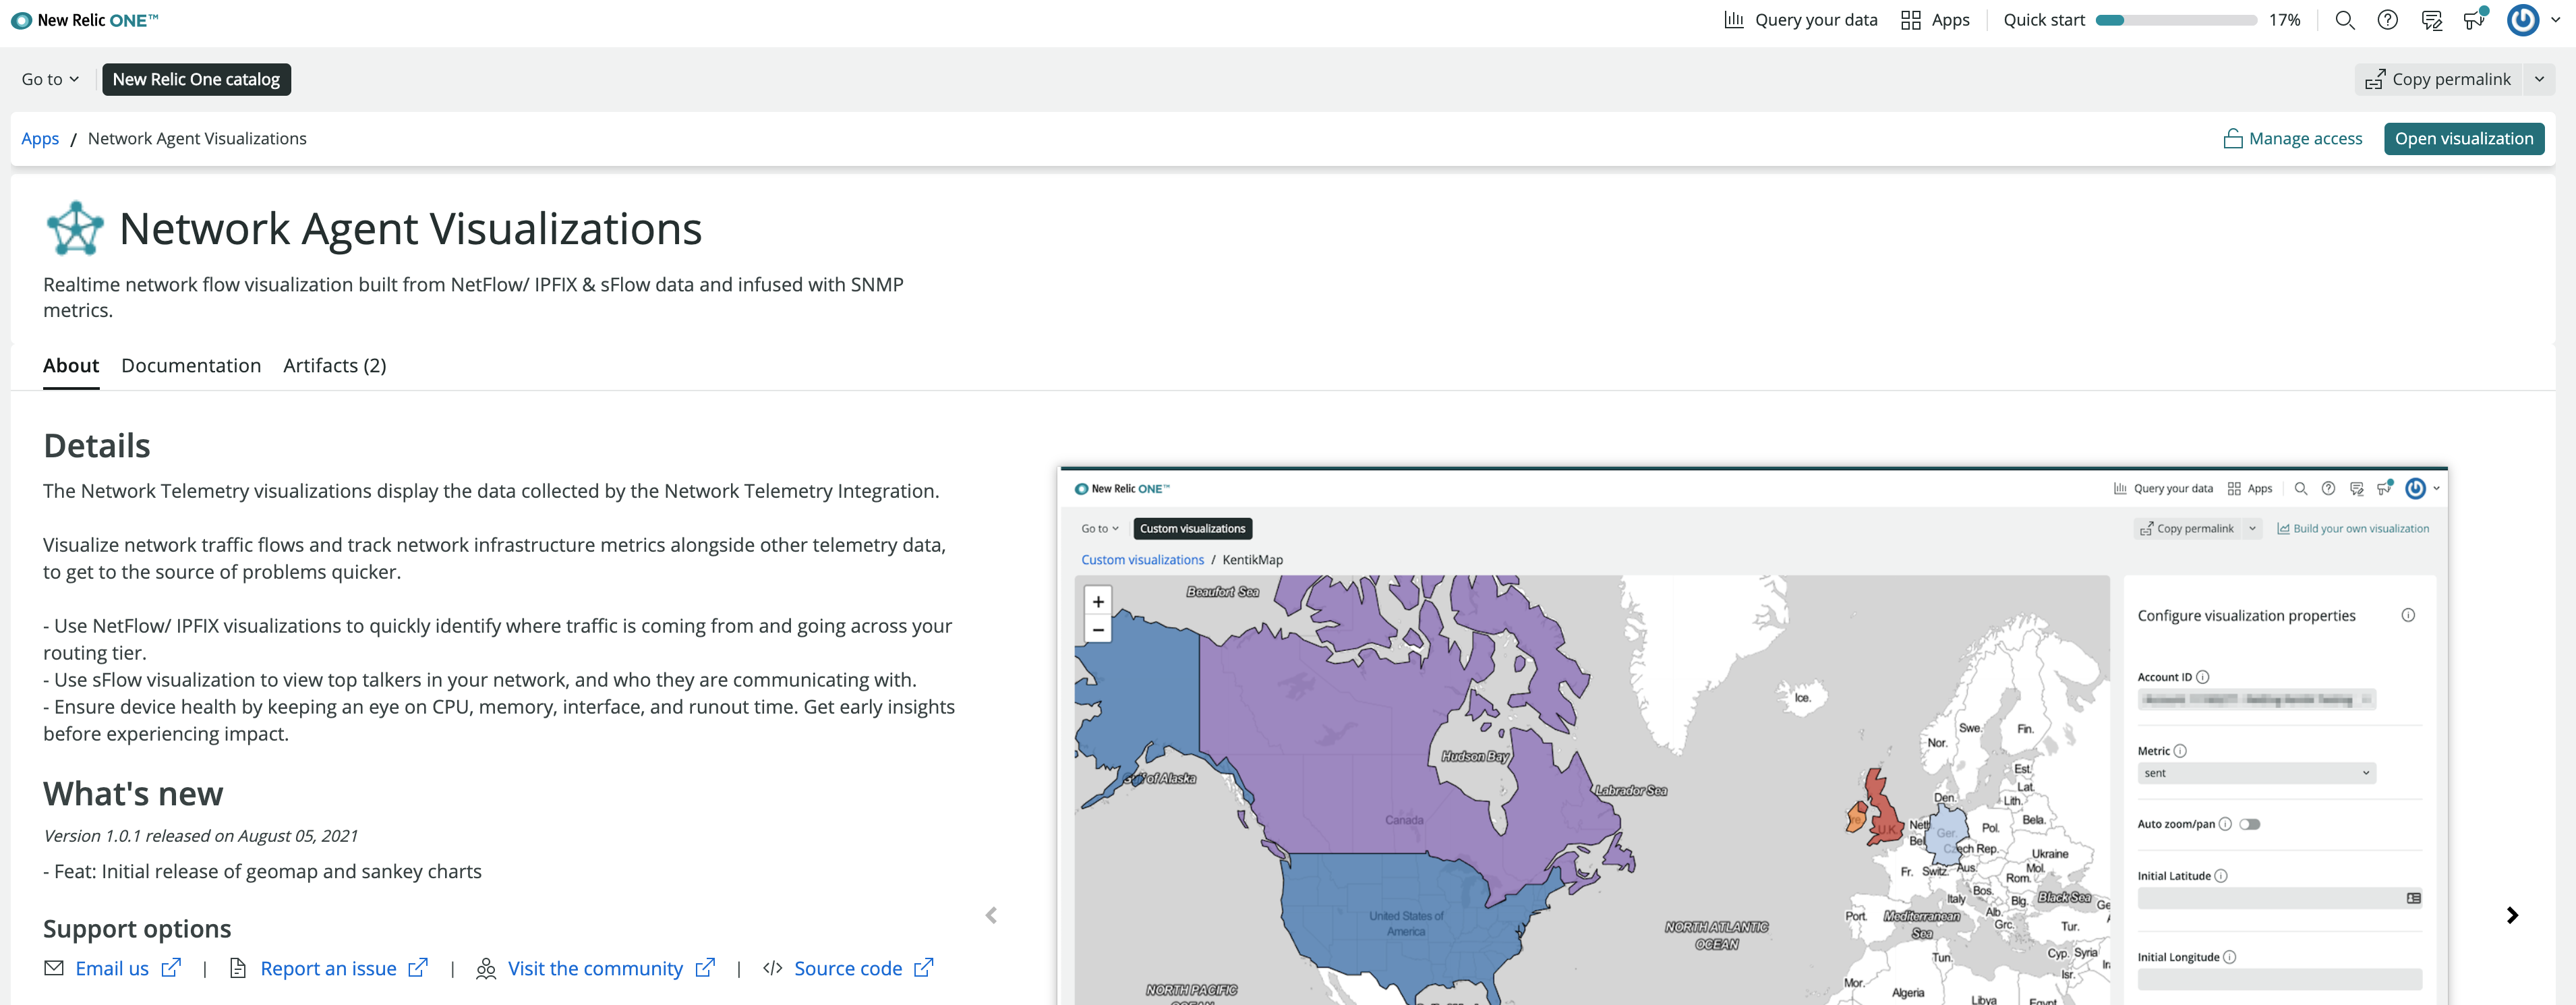 New Relic ONE™
Query your data
Apps
Quick start
17%
Go to
New Relic One catalog
Copy permalink
Apps / Network Agent Visualizations
Manage access
Open visualization
Network Agent Visualizations
Realtime network flow visualization built from NetFlow/ IPFIX & sFlow data and infused with SNMP
metrics.
About
Documentation
Artifacts (2)
Details
The Network Telemetry visualizations display the data collected by the Network Telemetry Integration.
Visualize network traffic flows and track network infrastructure metrics alongside other telemetry data,
to get to the source of problems quicker.
- Use NetFlow/ IPFIX visualizations to quickly identify where traffic is coming from and going across your
routing tier.
- Use sFlow visualization to view top talkers in your network, and who they are communicating with.
- Ensure device health by keeping an eye on CPU, memory, interface, and runout time. Get early insights
before experiencing impact.
What's new
Version 1.0.1 released on August 05, 2021
- Feat: Initial release of geomap and sankey charts
Support options
Email us
|
Report an issue
|
Visit the community
|
Source code
New Relic ONE™
Query your data
Apps
Go to
Custom visualizations
Copy permalink
Build your own visualization
Custom visualizations / KentikMap
+
−
Beaufort Sea
Gulf of Alaska
Hudson Bay
Labrador Sea
Canada
United States of
America
NORTH ATLANTIC
OCEAN
NORTH PACIFIC
Ice.
Nor.
Swe.
Fin.
Est.
Lat.
Lith.
Den.
Bela.
U.K.
Neth
Bel
Ger.
Pol.
Czech Rep.
Ukraine
Fr.
Switz.
Aus.
Mol.
Rom.
Bos.
Italy
Blg.
Black Sea
Ge
Port.
Mediterranean
Sea
Alb.
Grc.
Tur.
Tun.
Cyp.
Syria
Isr.
Mor.
Algeria
Libya
Egypt
Configure visualization properties
Account ID
Metric
sent
Auto zoom/pan
Initial Latitude
Initial Longitude